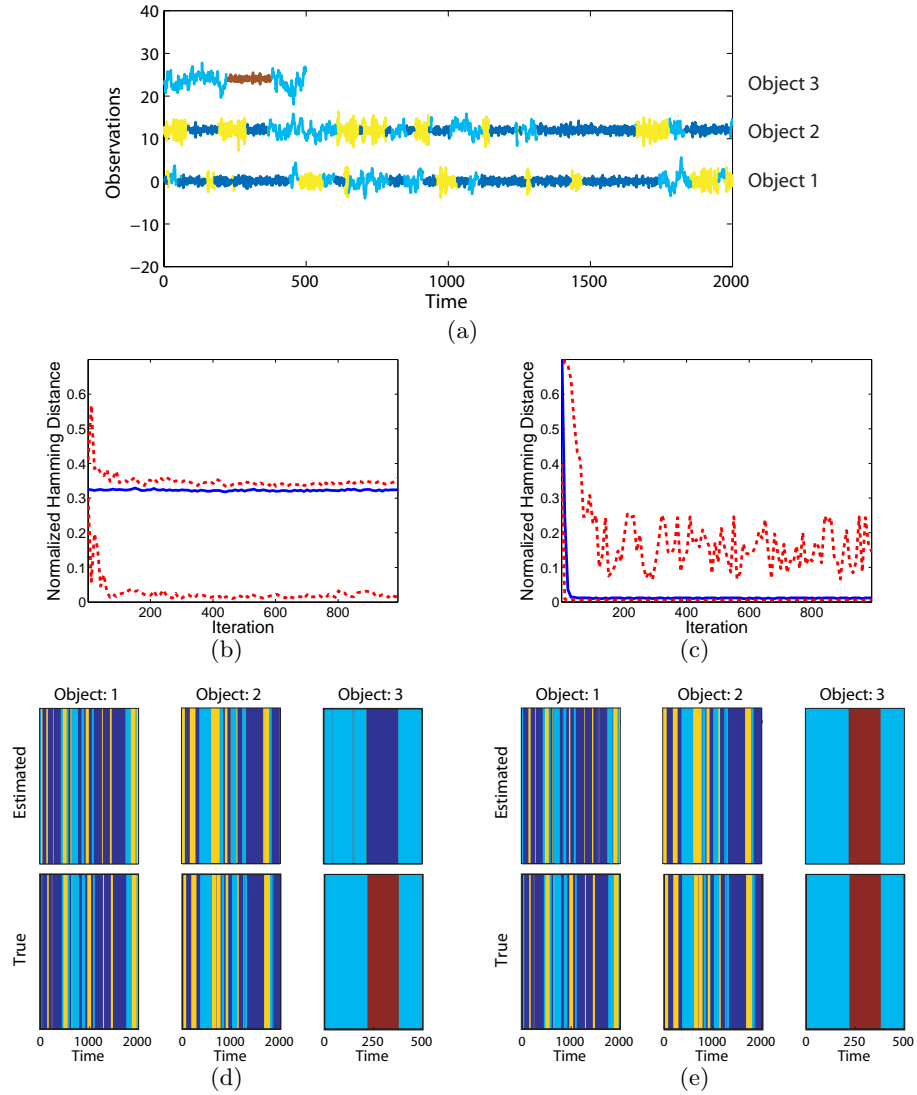 40
30
20
10
0
−10
−20
Observations
Object 3
Object 2
Object 1
0 500 1000 1500 2000
Time
(a)
0.6
0.5
0.4
0.3
0.2
0.1
0
Normalized Hamming Distance
200 400 600 800
Iteration
(b)
0.6
0.5
0.4
0.3
0.2
0.1
0
Normalized Hamming Distance
200 400 600 800
Iteration
(c)
Object: 1 Object: 2 Object: 3
Estimated
True
0 1000 2000 0 1000 2000 0 250 500
Time Time Time
(d)
Object: 1 Object: 2 Object: 3
Estimated
True
0 1000 2000 0 1000 2000 0 250 500
Time Time Time
(e)